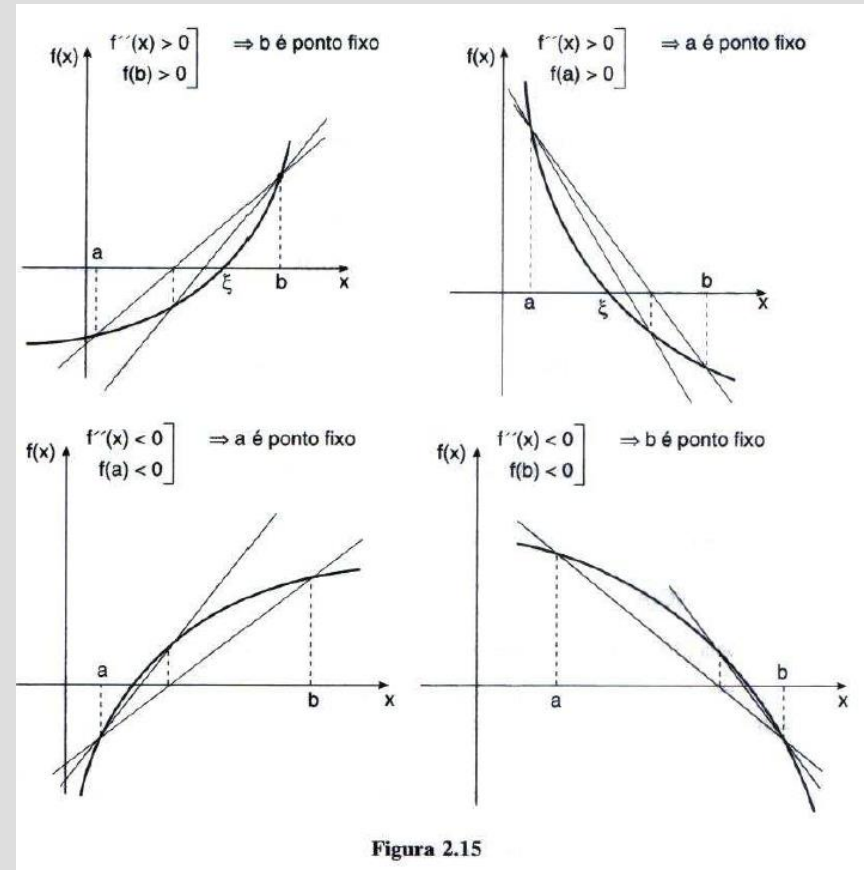 f(x)
f´´(x) > 0 ⇒ b é ponto fixo
f(b) > 0
a
ξ
b
x
f(x)
f´´(x) > 0 ⇒ a é ponto fixo
f(a) > 0
a
ξ
b
x
f(x)
f´´(x) < 0 ⇒ a é ponto fixo
f(a) < 0
a
b
x
f(x)
f´´(x) < 0 ⇒ b é ponto fixo
f(b) < 0
a
b
x
Figura 2.15